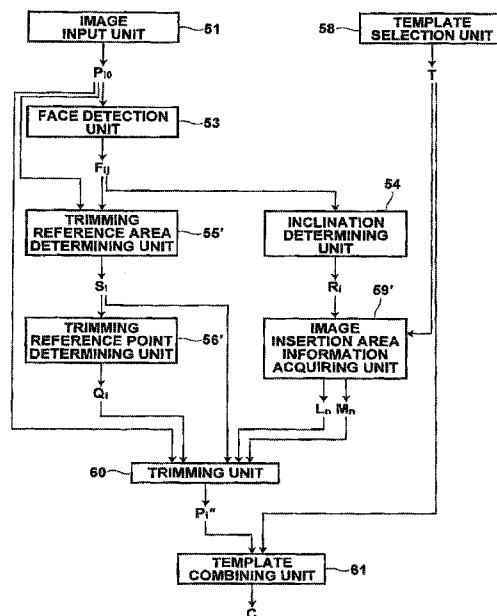 IMAGE
INPUT UNIT
51
58
TEMPLATE
SELECTION UNIT
Pi0
T
FACE DETECTION
UNIT
53
Fij
54
TRIMMING
REFERENCE AREA
DETERMINING UNIT
55'
INCLINATION
DETERMINING
UNIT
Si
Ri
59'
TRIMMING
REFERENCE POINT
DETERMINING UNIT
56'
IMAGE
INSERTION AREA
INFORMATION
ACQUIRING UNIT
Qi
Ln Mn
60
TRIMMING UNIT
Pi"
TEMPLATE
COMBINING UNIT
61
C